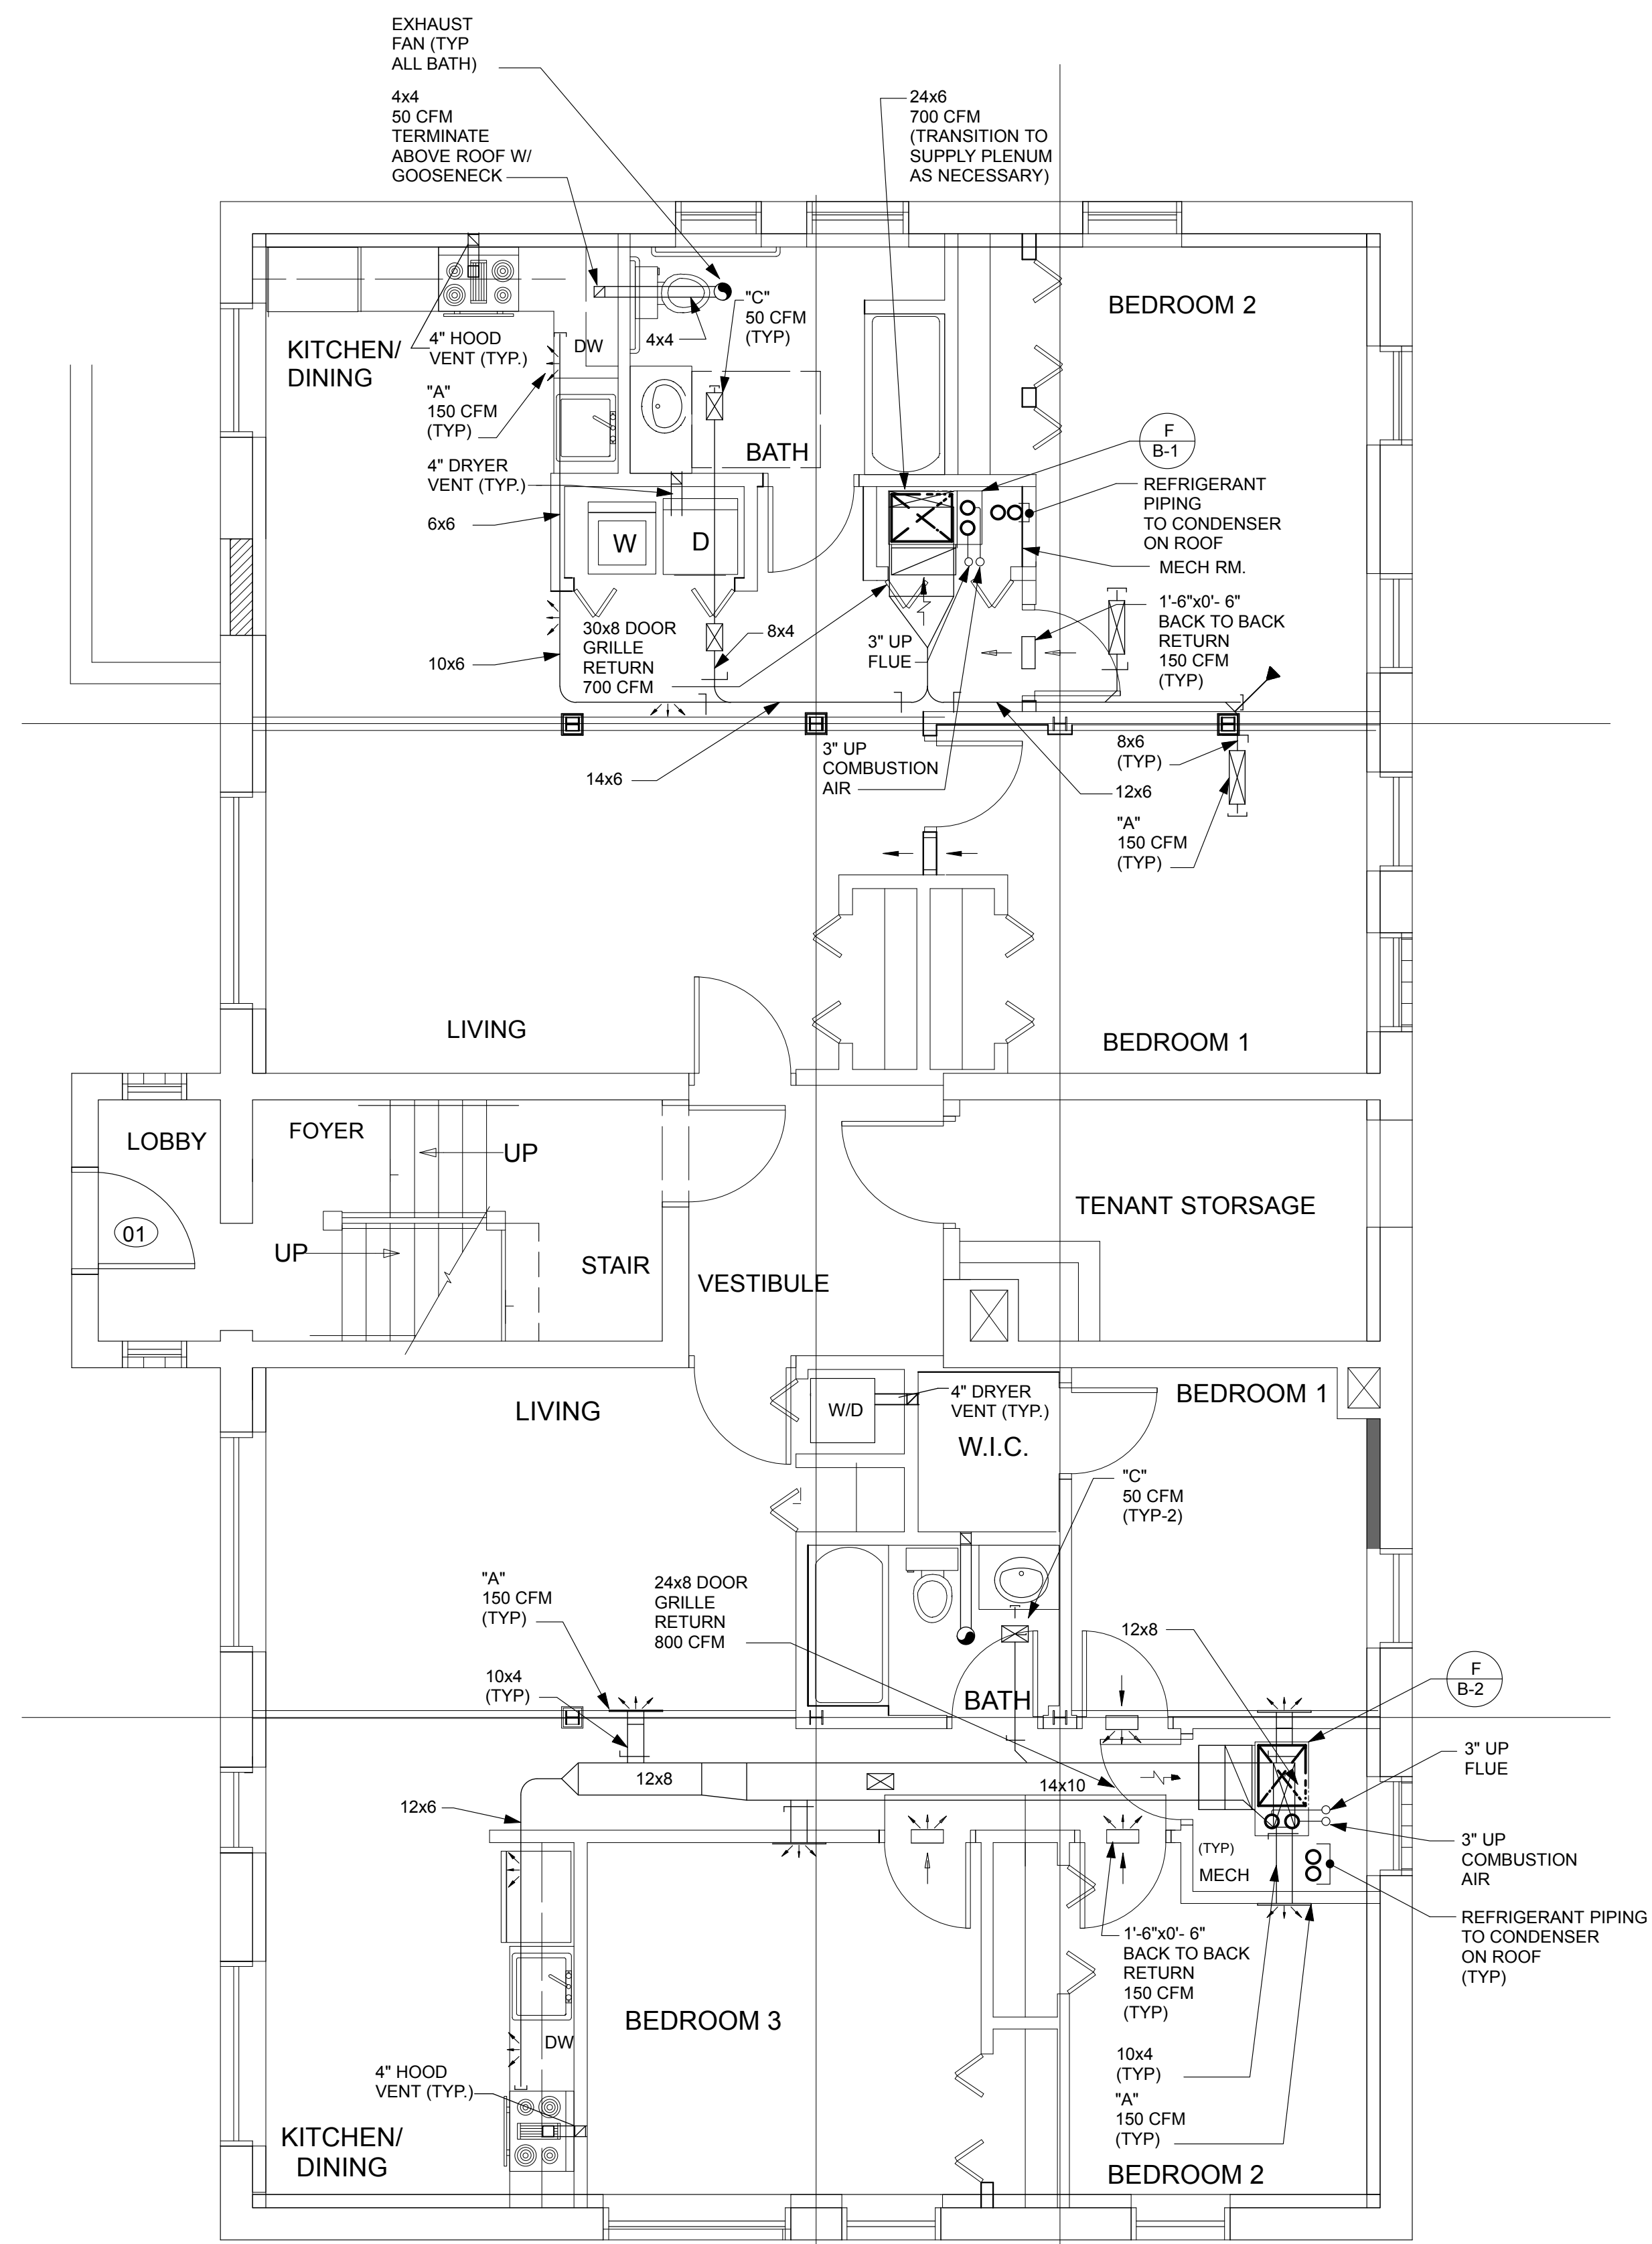 EXHAUST
FAN (TYP
ALL BATH)
4x4
50 CFM
TERMINATE
ABOVE ROOF W/
GOOSENECK
24x6
700 CFM
(TRANSITION TO
SUPPLY PLENUM
AS NECESSARY)
BEDROOM 2
"C"
50 CFM
(TYP)
4x4
DW
4" HOOD
VENT (TYP.)
KITCHEN/
DINING
"A"
150 CFM
(TYP)
BATH
F
B-1
4" DRYER
VENT (TYP.)
REFRIGERANT
PIPING
TO CONDENSER
ON ROOF
6x6
W
D
MECH RM.
1'-6"x0'- 6"
BACK TO BACK
RETURN
150 CFM
(TYP)
30x8 DOOR
GRILLE
RETURN
700 CFM
8x4
3" UP
FLUE
10x6
14x6
3" UP
COMBUSTION
AIR
8x6
(TYP)
12x6
"A"
150 CFM
(TYP)
LIVING
BEDROOM 1
LOBBY
FOYER
UP
TENANT STORSAGE
01
UP
STAIR
VESTIBULE
LIVING
W/D
4" DRYER
VENT (TYP.)
BEDROOM 1
W.I.C.
"C"
50 CFM
(TYP-2)
"A"
150 CFM
(TYP)
24x8 DOOR
GRILLE
RETURN
800 CFM
12x8
10x4
(TYP)
BATH
F
B-2
3" UP
FLUE
12x8
14x10
12x6
(TYP)
MECH
3" UP
COMBUSTION
AIR
REFRIGERANT PIPING
TO CONDENSER
ON ROOF
(TYP)
1'-6"x0'- 6"
BACK TO BACK
RETURN
150 CFM
(TYP)
BEDROOM 3
DW
4" HOOD
VENT (TYP.)
10x4
(TYP)
"A"
150 CFM
(TYP)
KITCHEN/
DINING
BEDROOM 2